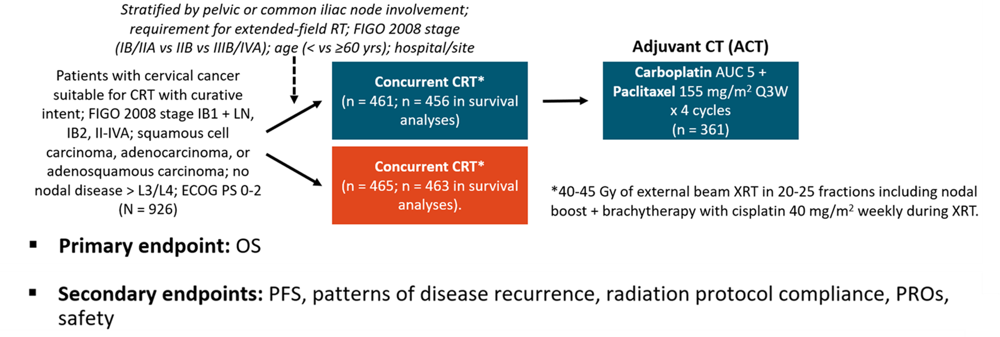 Stratified by pelvic or common iliac node involvement;
requirement for extended-field RT; FIGO 2008 stage
(IB/IIA vs IIB vs IIIB/IVA); age (< vs ≥60 yrs); hospital/site
Patients with cervical cancer
suitable for CRT with curative
intent; FIGO 2008 stage IB1 + LN,
IB2, II-IVA; squamous cell
carcinoma, adenocarcinoma, or
adenosquamous carcinoma; no
nodal disease > L3/L4; ECOG PS 0-2
(N = 926)
Concurrent CRT*
(n = 461; n = 456 in survival
analyses)
Concurrent CRT*
(n = 465; n = 463 in survival
analyses).
Adjuvant CT (ACT)
Carboplatin AUC 5 +
Paclitaxel 155 mg/m² Q3W
x 4 cycles
(n = 361)
*40-45 Gy of external beam XRT in 20-25 fractions including nodal
boost + brachytherapy with cisplatin 40 mg/m² weekly during XRT.
▪ Primary endpoint: OS
▪ Secondary endpoints: PFS, patterns of disease recurrence, radiation protocol compliance, PROs,
safety